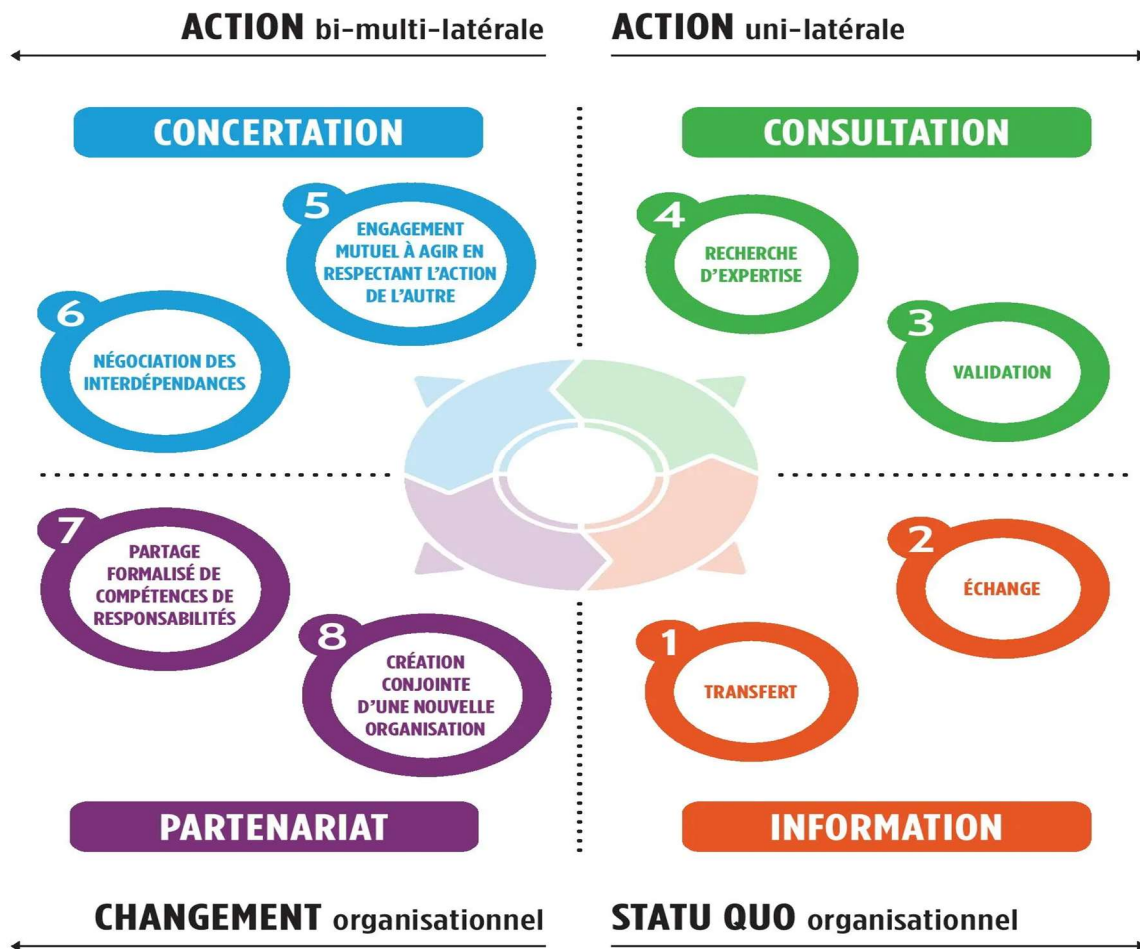 ACTION bi-multi-latérale
ACTION uni-latérale
CONCERTATION
CONSULTATION
5
ENGAGEMENT
MUTUEL À AGIR EN
RESPECTANT L'ACTION
DE L'AUTRE
4
RECHERCHE
D'EXPERTISE
6
NÉGOCIATION DES
INTERDÉPENDANCES
3
VALIDATION
7
PARTAGE
FORMALISÉ DE
COMPÉTENCES DE
RESPONSABILITÉS
2
ÉCHANGE
8
CRÉATION
CONJOINTE
D'UNE NOUVELLE
ORGANISATION
1
TRANSFERT
PARTENARIAT
INFORMATION
CHANGEMENT organisationnel
STATU QUO organisationnel